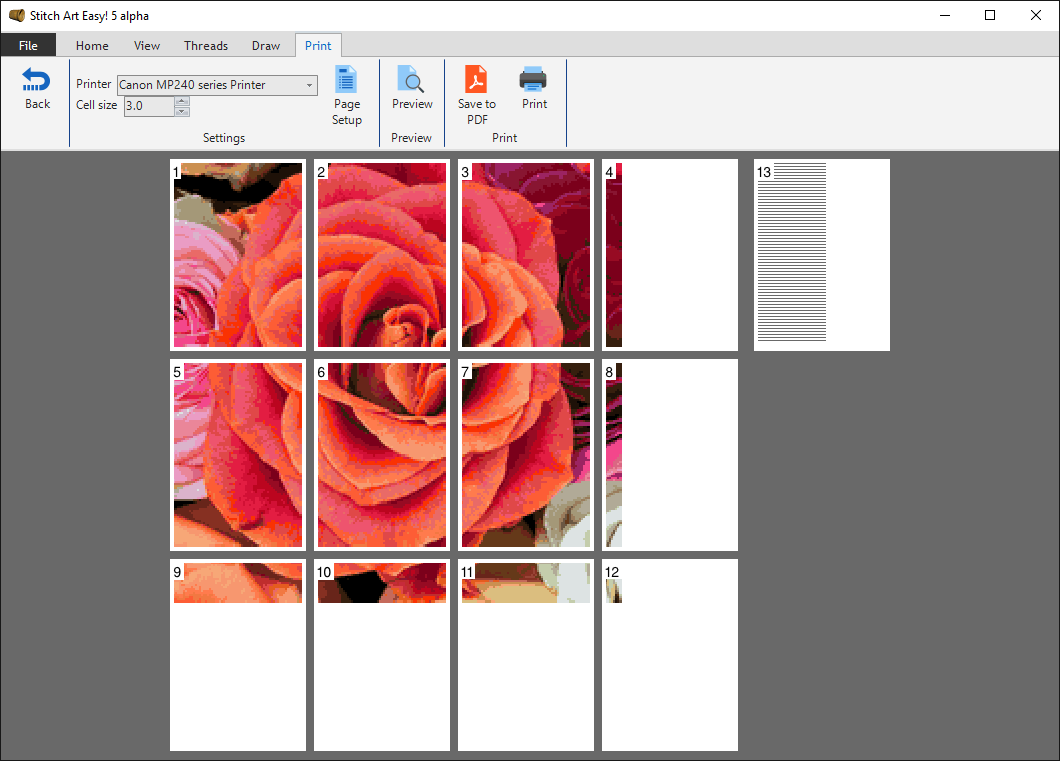 Stitch Art Easy! 5 alpha
File Home View Threads Draw Print
Back
Printer Canon MP240 series Printer
Cell size 3.0
Page Setup
Settings
Preview
Preview
Save to PDF
Print
Print
1 2 3 4 13
5 6 7 8
9 10 11 12